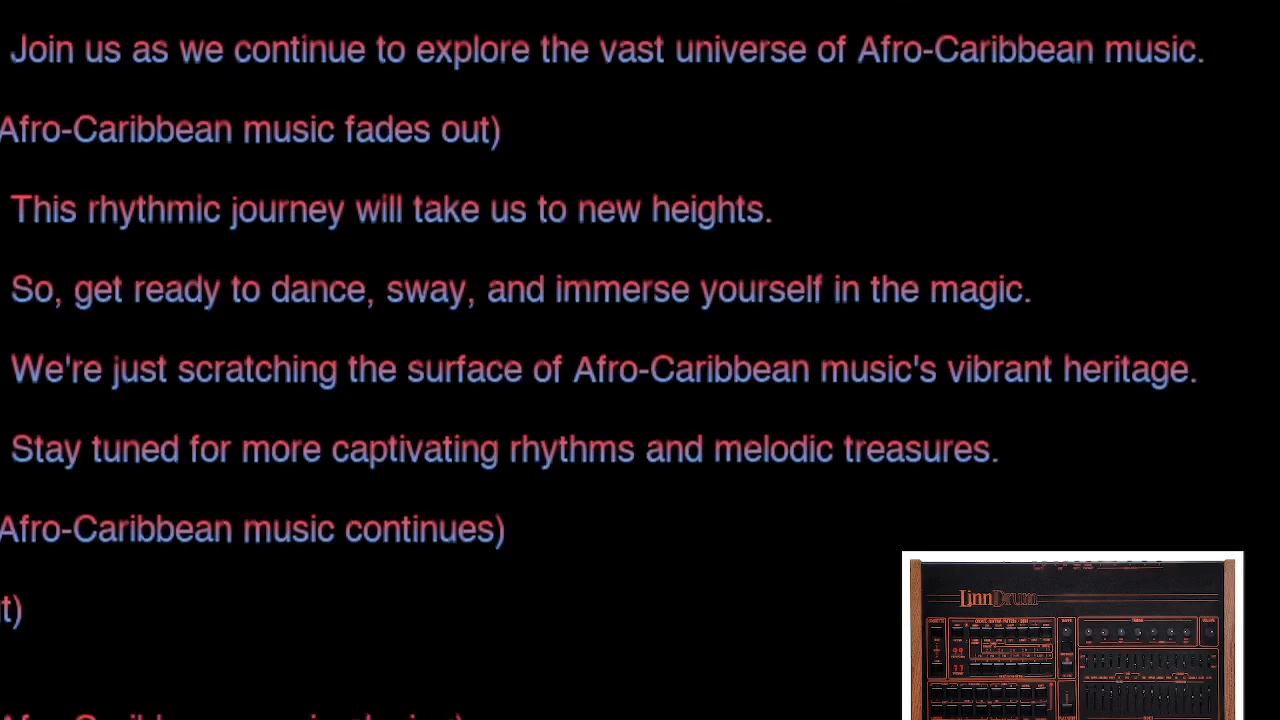 Join us as we continue to explore the vast universe of Afro-Caribbean music.
Afro-Caribbean music fades out)
This rhythmic journey will take us to new heights.
So, get ready to dance, sway, and immerse yourself in the magic.
We're just scratching the surface of Afro-Caribbean music's vibrant heritage.
Stay tuned for more captivating rhythms and melodic treasures.
Afro-Caribbean music continues)
t)
LinnDrum